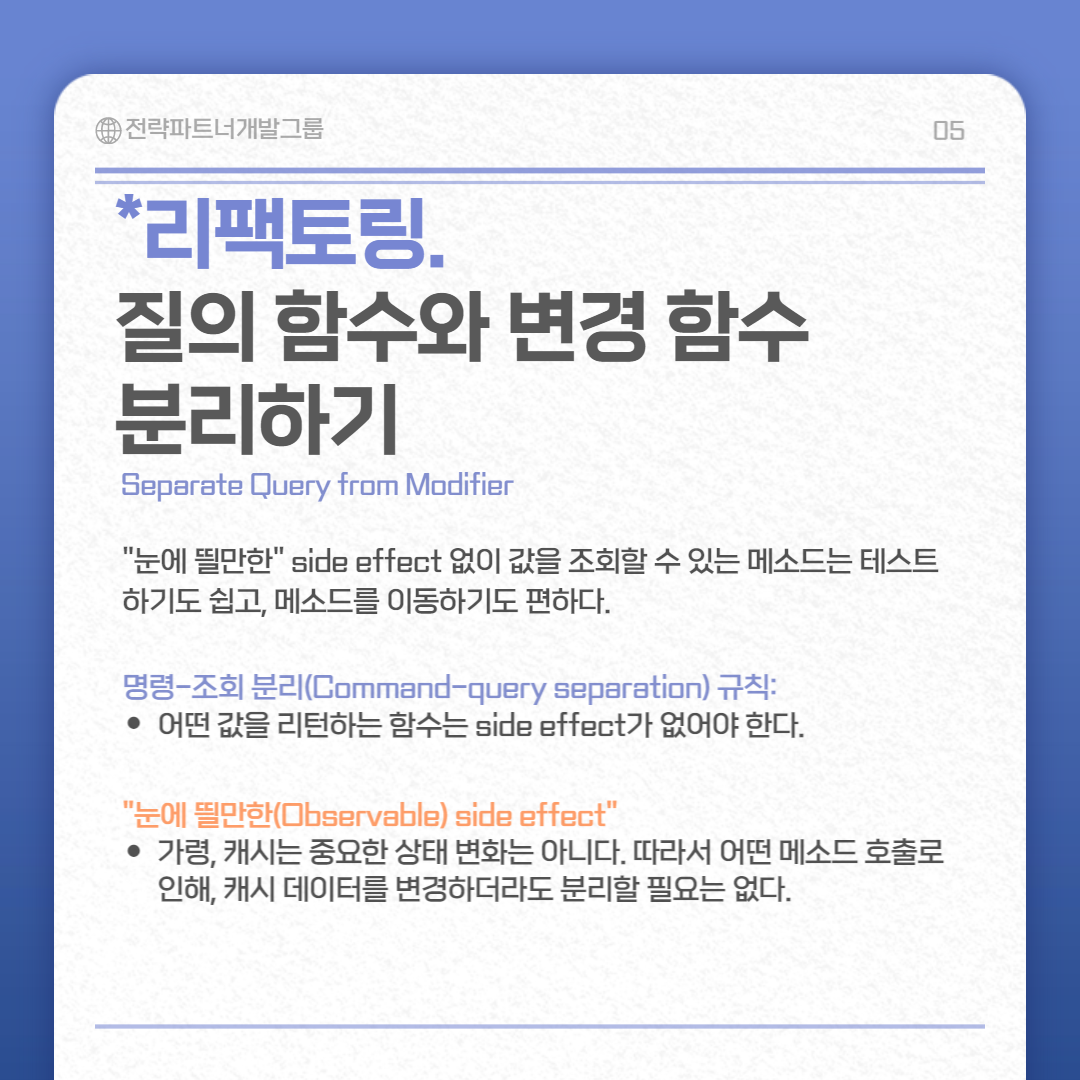 전략파트너개발그룹
05
*리팩토링.
질의 함수와 변경 함수
분리하기
Separate Query from Modifier
"눈에 띌만한" side effect 없이 값을 조회할 수 있는 메소드는 테스트
하기도 쉽고, 메소드를 이동하기도 편하다.
명령-조회 분리(Command-query separation) 규칙:
• 어떤 값을 리턴하는 함수는 side effect가 없어야 한다.
"눈에 띌만한(Observable) side effect"
• 가령, 캐시는 중요한 상태 변화는 아니다. 따라서 어떤 메소드 호출로
인해, 캐시 데이터를 변경하더라도 분리할 필요는 없다.